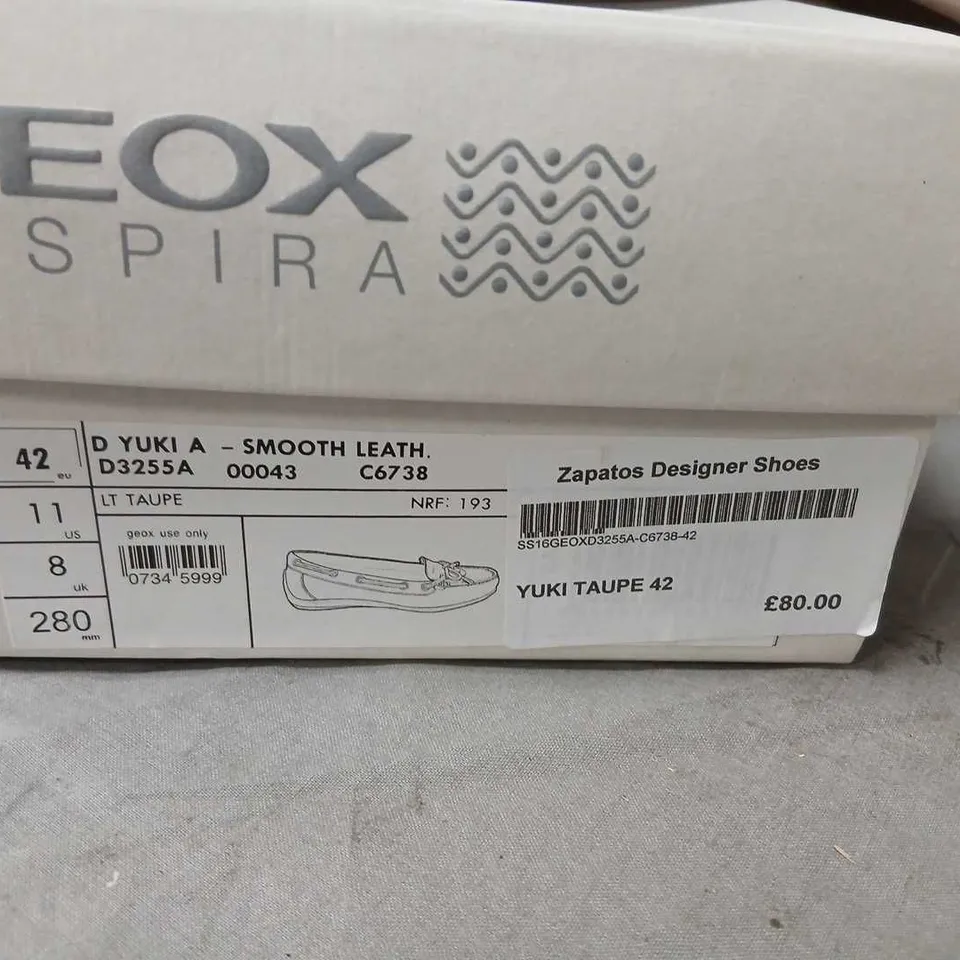 EOX
SPIRA
42 eu
D YUKI A - SMOOTH LEATH.
D3255A 00043 C6738
LT TAUPE NRF: 193
11 US
8 uk
280 mm
geox use only
0734 5999
Zapatos Designer Shoes
SS16GEOXD3255A-C6738-42
YUKI TAUPE 42
£80.00